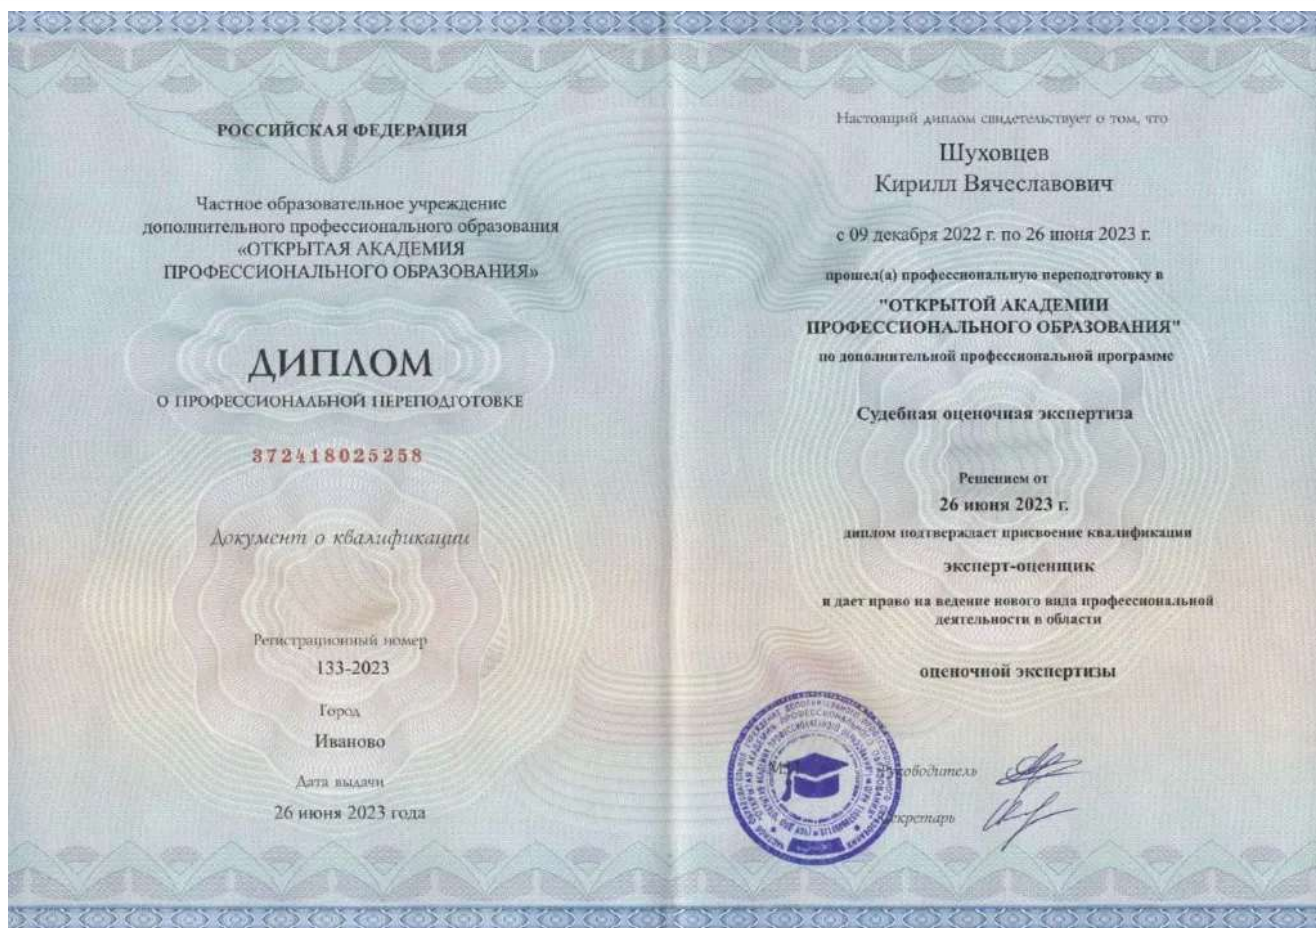 РОССИЙСКАЯ ФЕДЕРАЦИЯ
Частное образовательное учреждение
дополнительного профессионального образования
«ОТКРЫТАЯ АКАДЕМИЯ
ПРОФЕССИОНАЛЬНОГО ОБРАЗОВАНИЯ»
ДИПЛОМ
О ПРОФЕССИОНАЛЬНОЙ ПЕРЕПОДГОТОВКЕ
372418025258
Документ о квалификации
Регистрационный номер
133-2023
Город
Иваново
Дата выдачи
26 июня 2023 года
Настоящий диплом свидетельствует о том, что
Шуховцев
Кирилл Вячеславович
с 09 декабря 2022 г. по 26 июня 2023 г.
прошел(а) профессиональную переподготовку в
"ОТКРЫТОЙ АКАДЕМИИ
ПРОФЕССИОНАЛЬНОГО ОБРАЗОВАНИЯ"
по дополнительной профессиональной программе
Судебная оценочная экспертиза
Решением от
26 июня 2023 г.
диплом подтверждает присвоение квалификации
эксперт-оценщик
и дает право на ведение нового вида профессиональной
деятельности в области
оценочной экспертизы
Руководитель
Секретарь